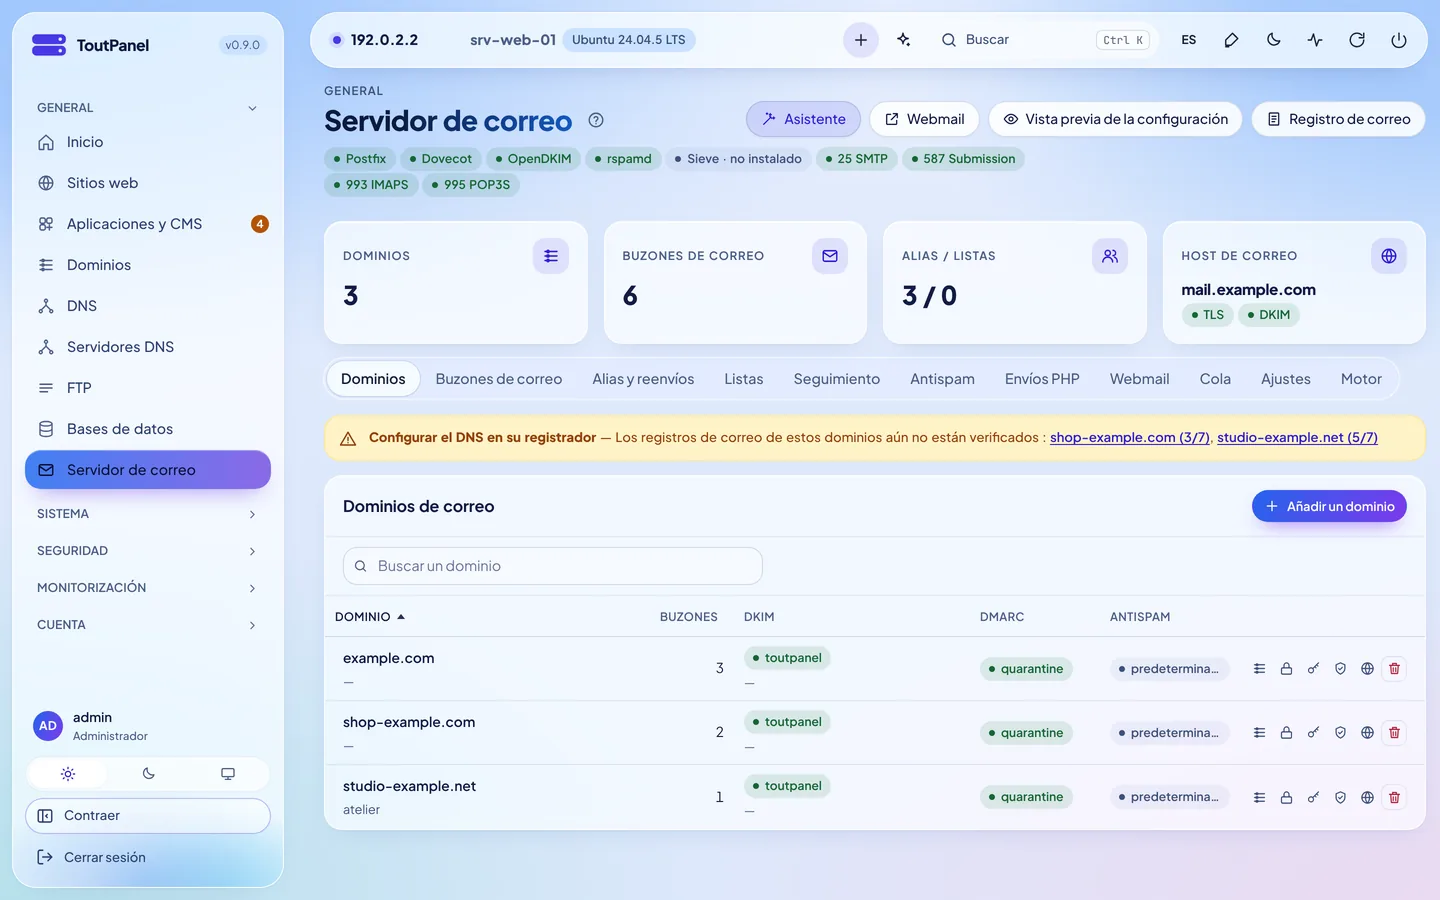 ToutPanel
v0.9.0
GENERAL
Inicio
Sitios web
Aplicaciones y CMS
4
Dominios
DNS
Servidores DNS
FTP
Bases de datos
Servidor de correo
SISTEMA
SEGURIDAD
MONITORIZACIÓN
CUENTA
AD
admin
Administrador
Contraer
Cerrar sesión
192.0.2.2
srv-web-01
Ubuntu 24.04.5 LTS
Buscar
Ctrl K
ES
GENERAL
Servidor de correo
Asistente
Webmail
Vista previa de la configuración
Registro de correo
Postfix
Dovecot
OpenDKIM
rspamd
Sieve · no instalado
25 SMTP
587 Submission
993 IMAPS
995 POP3S
DOMINIOS
3
BUZONES DE CORREO
6
ALIAS / LISTAS
3 / 0
HOST DE CORREO
mail.example.com
TLS
DKIM
Dominios
Buzones de correo
Alias y reenvíos
Listas
Seguimiento
Antispam
Envíos PHP
Webmail
Cola
Ajustes
Motor
Configurar el DNS en su registrador — Los registros de correo de estos dominios aún no están verificados : shop-example.com (3/7), studio-example.net (5/7)
Dominios de correo
Añadir un dominio
Buscar un dominio
DOMINIO
BUZONES
DKIM
DMARC
ANTISPAM
example.com
—
3
toutpanel
—
quarantine
predetermina…
shop-example.com
—
2
toutpanel
—
quarantine
predetermina…
studio-example.net
atelier
1
toutpanel
—
quarantine
predetermina…